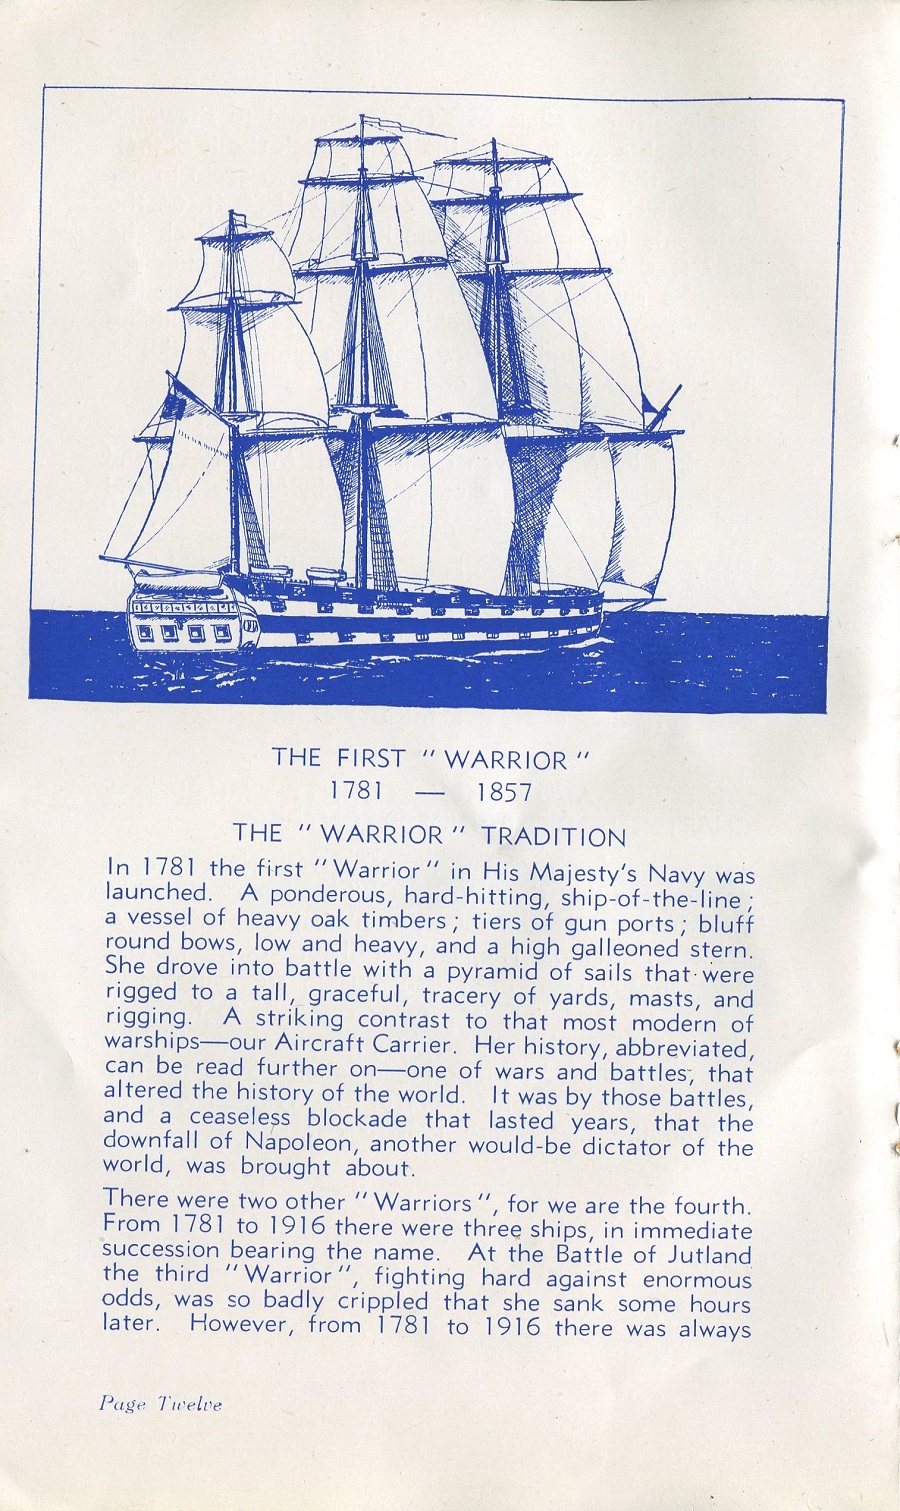 THE FIRST "WARRIOR"
1781 — 1857
THE "WARRIOR" TRADITION
In 1781 the first "Warrior" in His Majesty's Navy was
launched. A ponderous, hard-hitting, ship-of-the-line;
a vessel of heavy oak timbers; tiers of gun ports; bluff
round bows, low and heavy, and a high galleoned stern.
She drove into battle with a pyramid of sails that were
rigged to a tall, graceful, tracery of yards, masts, and
rigging. A striking contrast to that most modern of
warships—our Aircraft Carrier. Her history, abbreviated,
can be read further on—one of wars and battles, that
altered the history of the world. It was by those battles,
and a ceaseless blockade that lasted years, that the
downfall of Napoleon, another would-be dictator of the
world, was brought about.
There were two other "Warriors", for we are the fourth.
From 1781 to 1916 there were three ships, in immediate
succession bearing the name. At the Battle of Jutland
the third "Warrior", fighting hard against enormous
odds, was so badly crippled that she sank some hours
later. However, from 1781 to 1916 there was always
Page Twelve